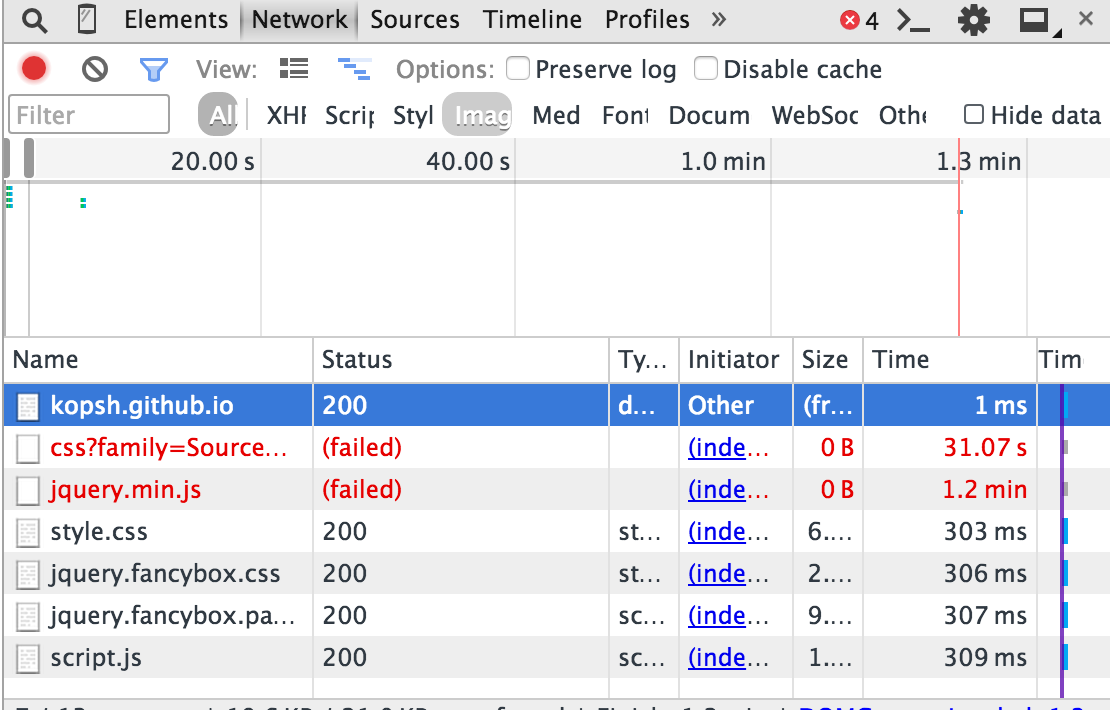 Elements Network Sources Timeline Profiles » 4 ×
View: Options: Preserve log Disable cache
Filter All XHF Scrip Styl Imag Med Font Docum WebSoc Othe Hide data
20.00 s 40.00 s 1.0 min 1.3 min
Name Status Ty... Initiator Size Time Tim
kopsh.github.io 200 d... Other (fr... 1 ms
css?family=Source... (failed) (inde... 0 B 31.07 s
jquery.min.js (failed) (inde... 0 B 1.2 min
style.css 200 st... (inde... 6.... 303 ms
jquery.fancybox.css 200 st... (inde... 2.... 306 ms
jquery.fancybox.pa... 200 sc... (inde... 9.... 307 ms
script.js 200 sc... (inde... 1.... 309 ms